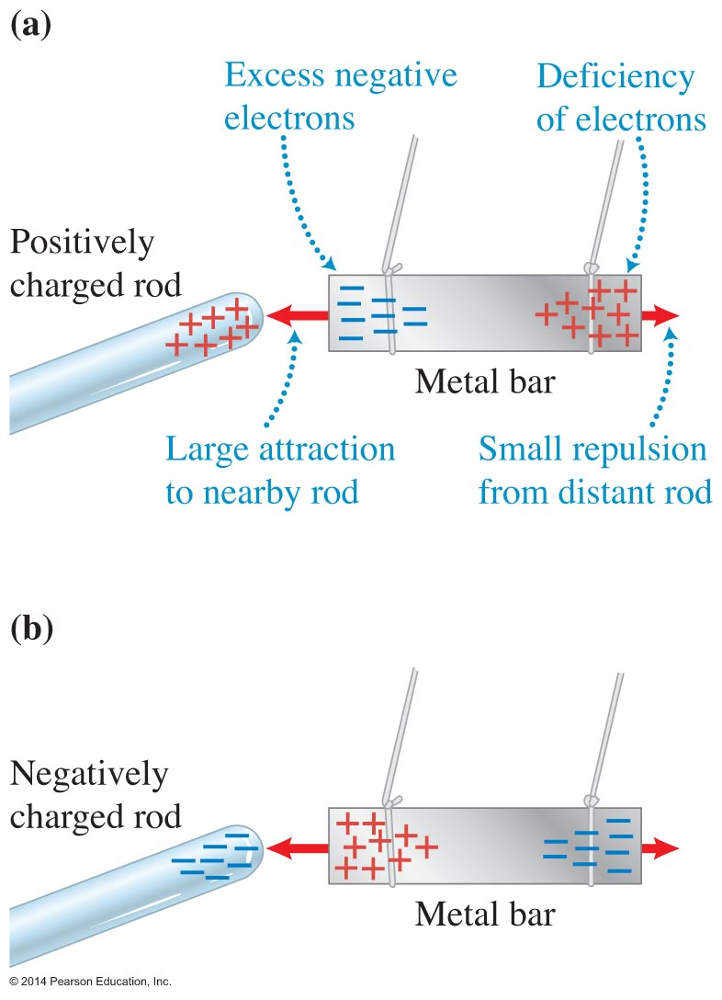 (a)
Excess negative
electrons
Deficiency
of electrons
Positively
charged rod
Metal bar
Large attraction
to nearby rod
Small repulsion
from distant rod
(b)
Negatively
charged rod
Metal bar
© 2014 Pearson Education, Inc.